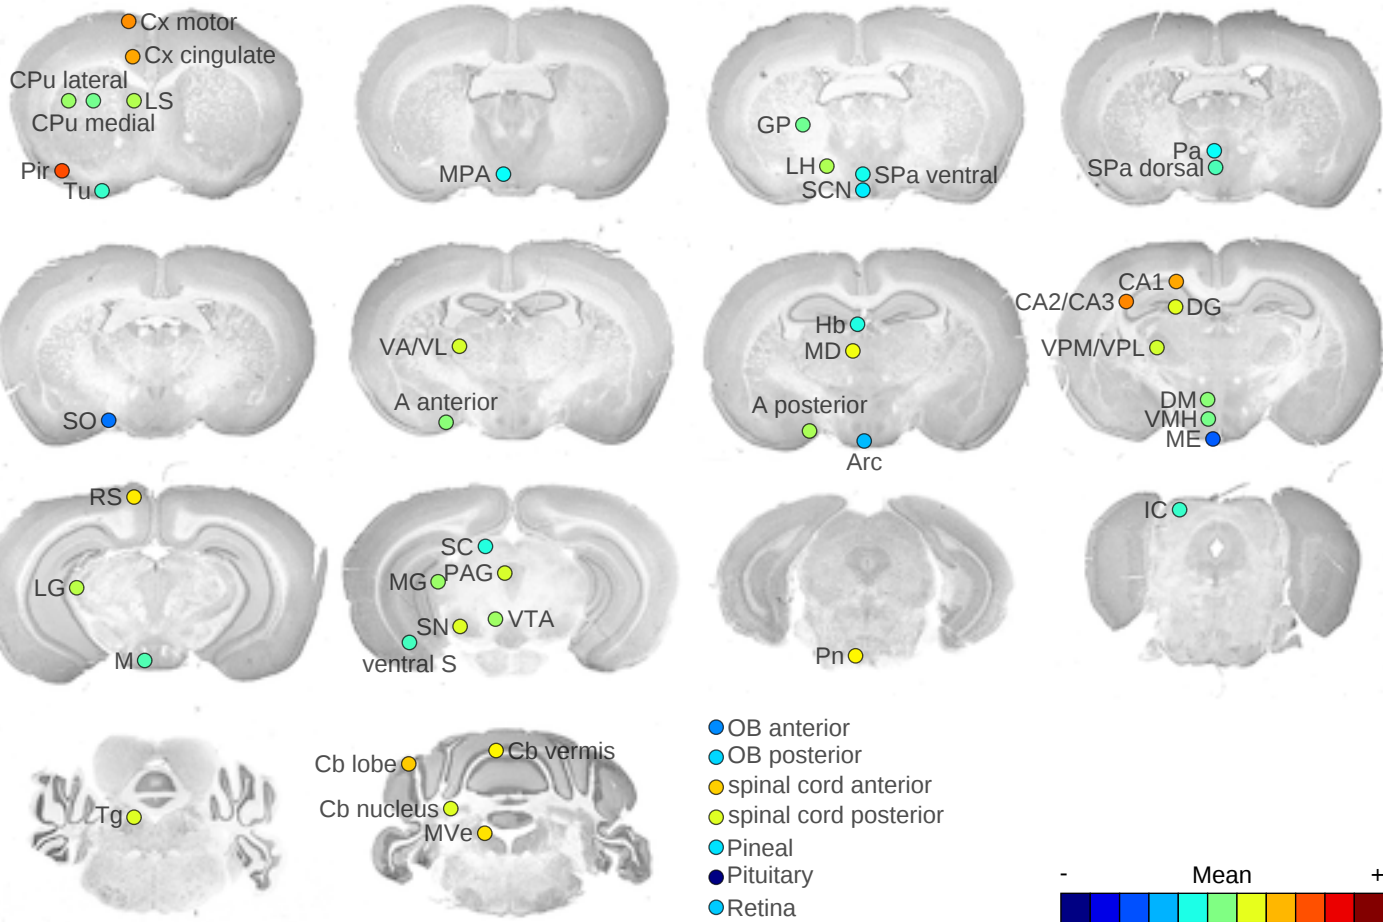 Cx motor
Cx cingulate
CPu lateral
LS
CPu medial
Pir
Tu
MPA
GP
LH
SPa ventral
SCN
Pa
SPa dorsal
SO
VA/VL
A anterior
Hb
MD
A posterior
Arc
CA1
CA2/CA3
DG
VPM/VPL
DM
VMH
ME
RS
LG
M
SC
MG
PAG
SN
VTA
ventral S
Pn
IC
Tg
Cb lobe
Cb vermis
Cb nucleus
MVe
OB anterior
OB posterior
spinal cord anterior
spinal cord posterior
Pineal
Pituitary
Retina
- Mean +